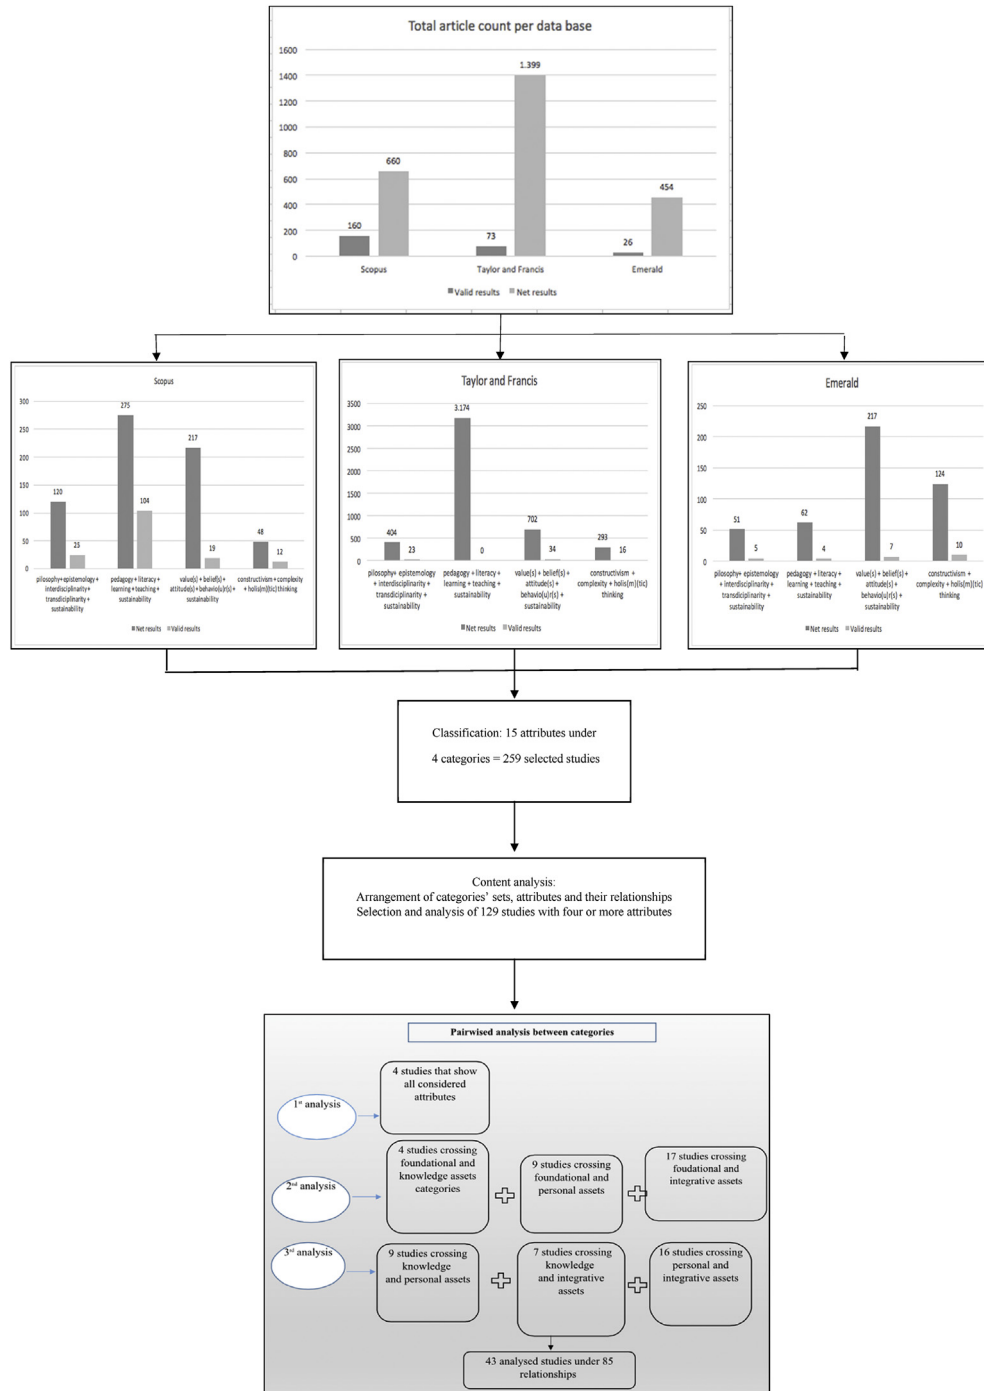 Total article count per data base
1600
1400
1200
1000
800
600
400
200
0
160
660
73
1.399
26
454
Scopus
Taylor and Francis
Emerald
Valid results
Net results
Scopus
300
250
200
150
100
50
0
120
25
275
104
217
19
48
12
pilosophy+ epistemology +
interdisciplinarity +
transdiciplinarity +
sustainability
pedagogy + literacy +
learning + teaching +
sustainability
value(s) + belief(s) +
attitude(s) + behavio(u)r(s) +
sustainability
constructivism + complexity
+ holis(m)(tic) thinking
Net results
Valid results
Taylor and Francis
3500
3000
2500
2000
1500
1000
500
0
404
23
3.174
0
702
34
293
16
pilosophy+ epistemology
+ interdisciplinarity +
transdiciplinarity +
sustainability
pedagogy + literacy +
learning + teaching +
sustainability
value(s) + belief(s) +
attitude(s) +
behavio(u)r(s) +
sustainability
constructivism +
complexity + holis(m)(tic)
thinking
Net results
Valid results
Emerald
250
200
150
100
50
0
51
5
62
4
217
7
124
10
pilosophy+ epistemology +
interdisciplinarity +
transdiciplinarity +
sustainability
pedagogy + literacy +
learning + teaching +
sustainability
value(s) + belief(s) +
attitude(s) +
behavio(u)r(s) +
sustainability
constructivism +
complexity + holis(m)(tic)
thinking
Net results
Valid results
Classification: 15 attributes under
4 categories = 259 selected studies
Content analysis:
Arrangement of categories’ sets, attributes and their relationships
Selection and analysis of 129 studies with four or more attributes
Pairwised analysis between categories
1st analysis
4 studies that show
all considered
attributes
2nd analysis
4 studies crossing
foundational and
knowledge assets
categories
9 studies crossing
foundational and
personal assets
17 studies crossing
foudational and
integrative assets
3rd analysis
9 studies crossing
knowledge
and personal assets
7 studies crossing
knowledge
and integrative
assets
16 studies crossing
personal and
integrative assets
43 analysed studies under 85
relationships